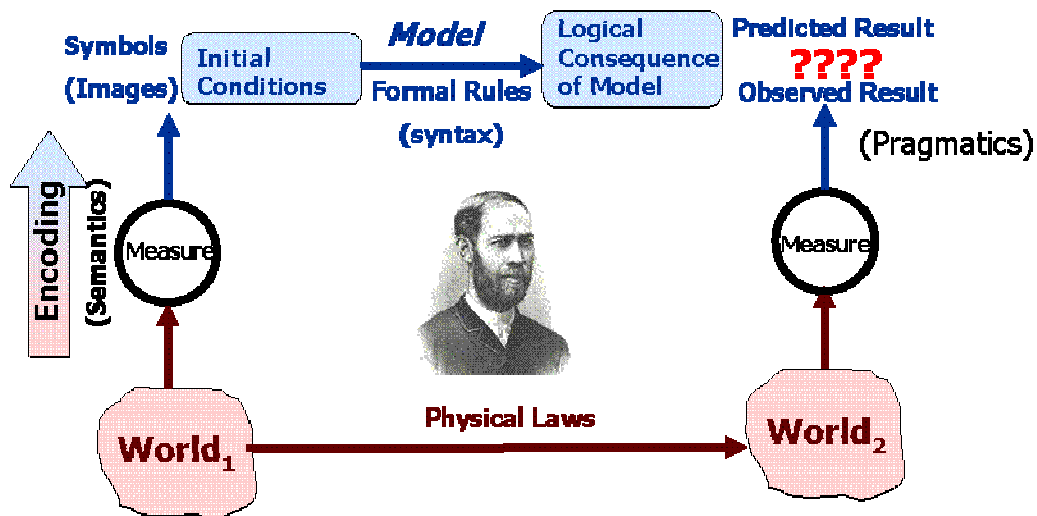 Symbols
(Images)
Initial
Conditions
Model
Formal Rules
(syntax)
Logical
Consequence
of Model
Predicted Result
????
Observed Result
(Pragmatics)
Encoding
(Semantics)
Measure
Measure
World1
Physical Laws
World2